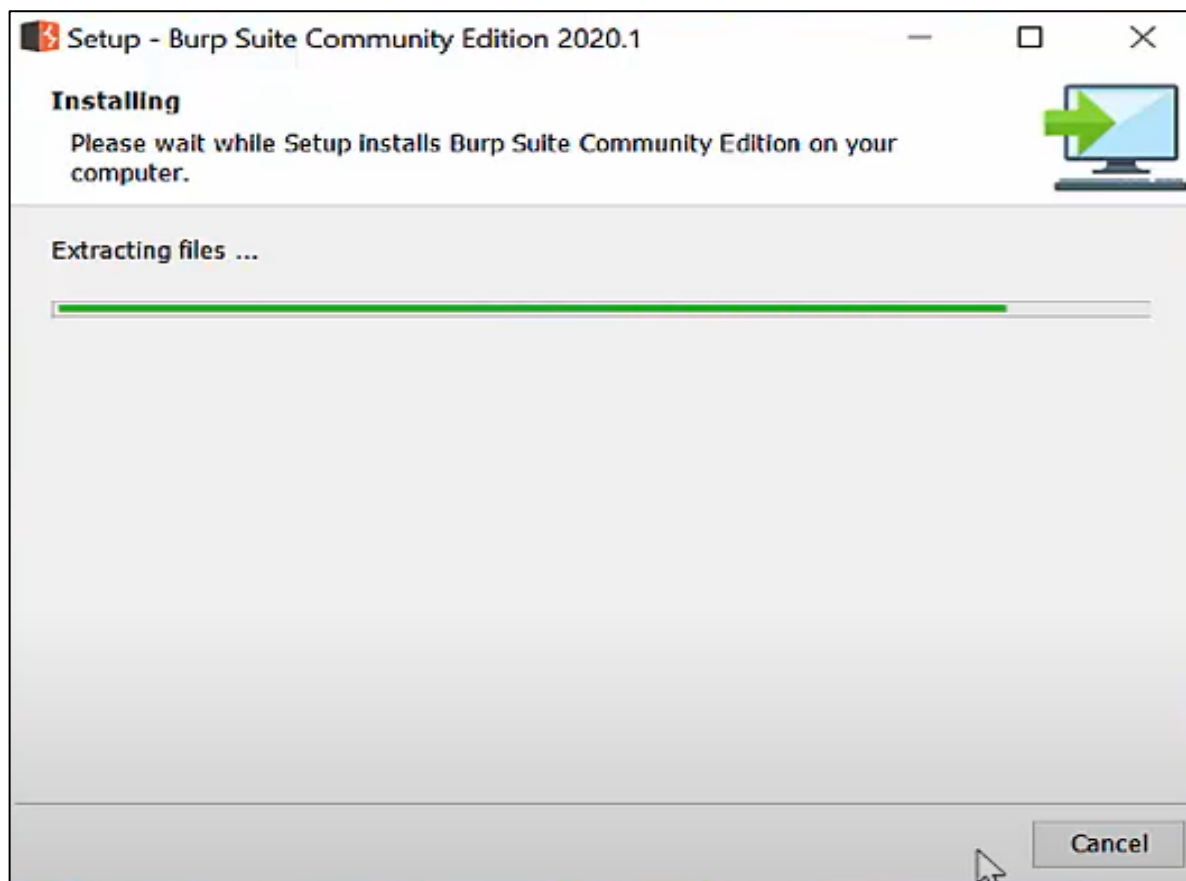 Setup - Burp Suite Community Edition 2020.1
Installing
Please wait while Setup installs Burp Suite Community Edition on your
computer.
Extracting files ...
Cancel